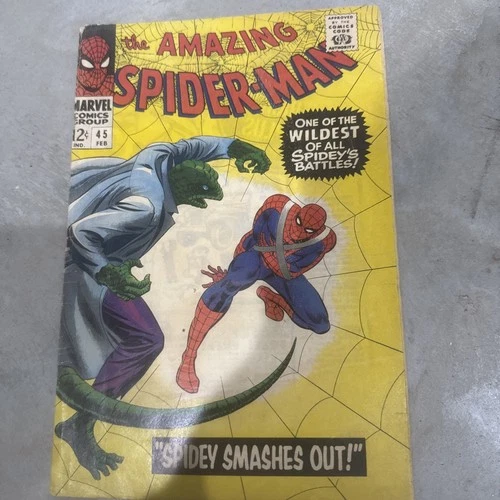 the AMAZING
SPIDER-MAN
APPROVED
BY THE
COMICS
CODE
AUTHORITY
MARVEL
COMICS
GROUP
12¢
IND.
45
FEB
ONE OF THE
WILDEST
OF ALL
SPIDEY'S
BATTLES!
"SPIDEY SMASHES OUT!"